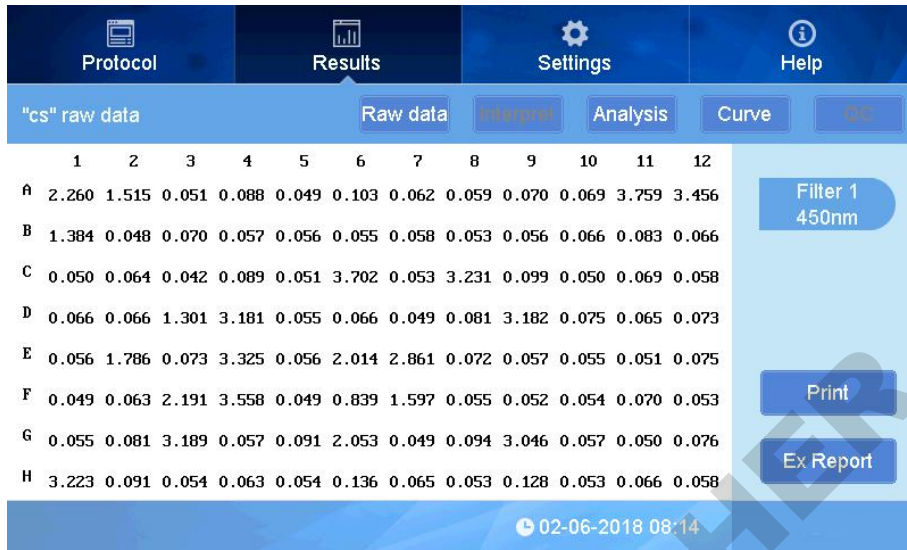 Protocol Results Settings Help
"cs" raw data Raw data Interpret Analysis Curve QC
1 2 3 4 5 6 7 8 9 10 11 12
A 2.260 1.515 0.051 0.088 0.049 0.103 0.062 0.059 0.070 0.069 3.759 3.456
Filter 1
450nm
B 1.384 0.048 0.070 0.057 0.056 0.055 0.058 0.053 0.056 0.066 0.083 0.066
C 0.050 0.064 0.042 0.089 0.051 3.702 0.053 3.231 0.099 0.050 0.069 0.058
D 0.066 0.066 1.301 3.181 0.055 0.066 0.049 0.081 3.182 0.075 0.065 0.073
E 0.056 1.786 0.073 3.325 0.056 2.014 2.861 0.072 0.057 0.055 0.051 0.075
F 0.049 0.063 2.191 3.558 0.049 0.839 1.597 0.055 0.052 0.054 0.070 0.053
Print
G 0.055 0.081 3.189 0.057 0.091 2.053 0.049 0.094 3.046 0.057 0.050 0.076
Ex Report
H 3.223 0.091 0.054 0.063 0.054 0.136 0.065 0.053 0.128 0.053 0.066 0.058
02-06-2018 08:14